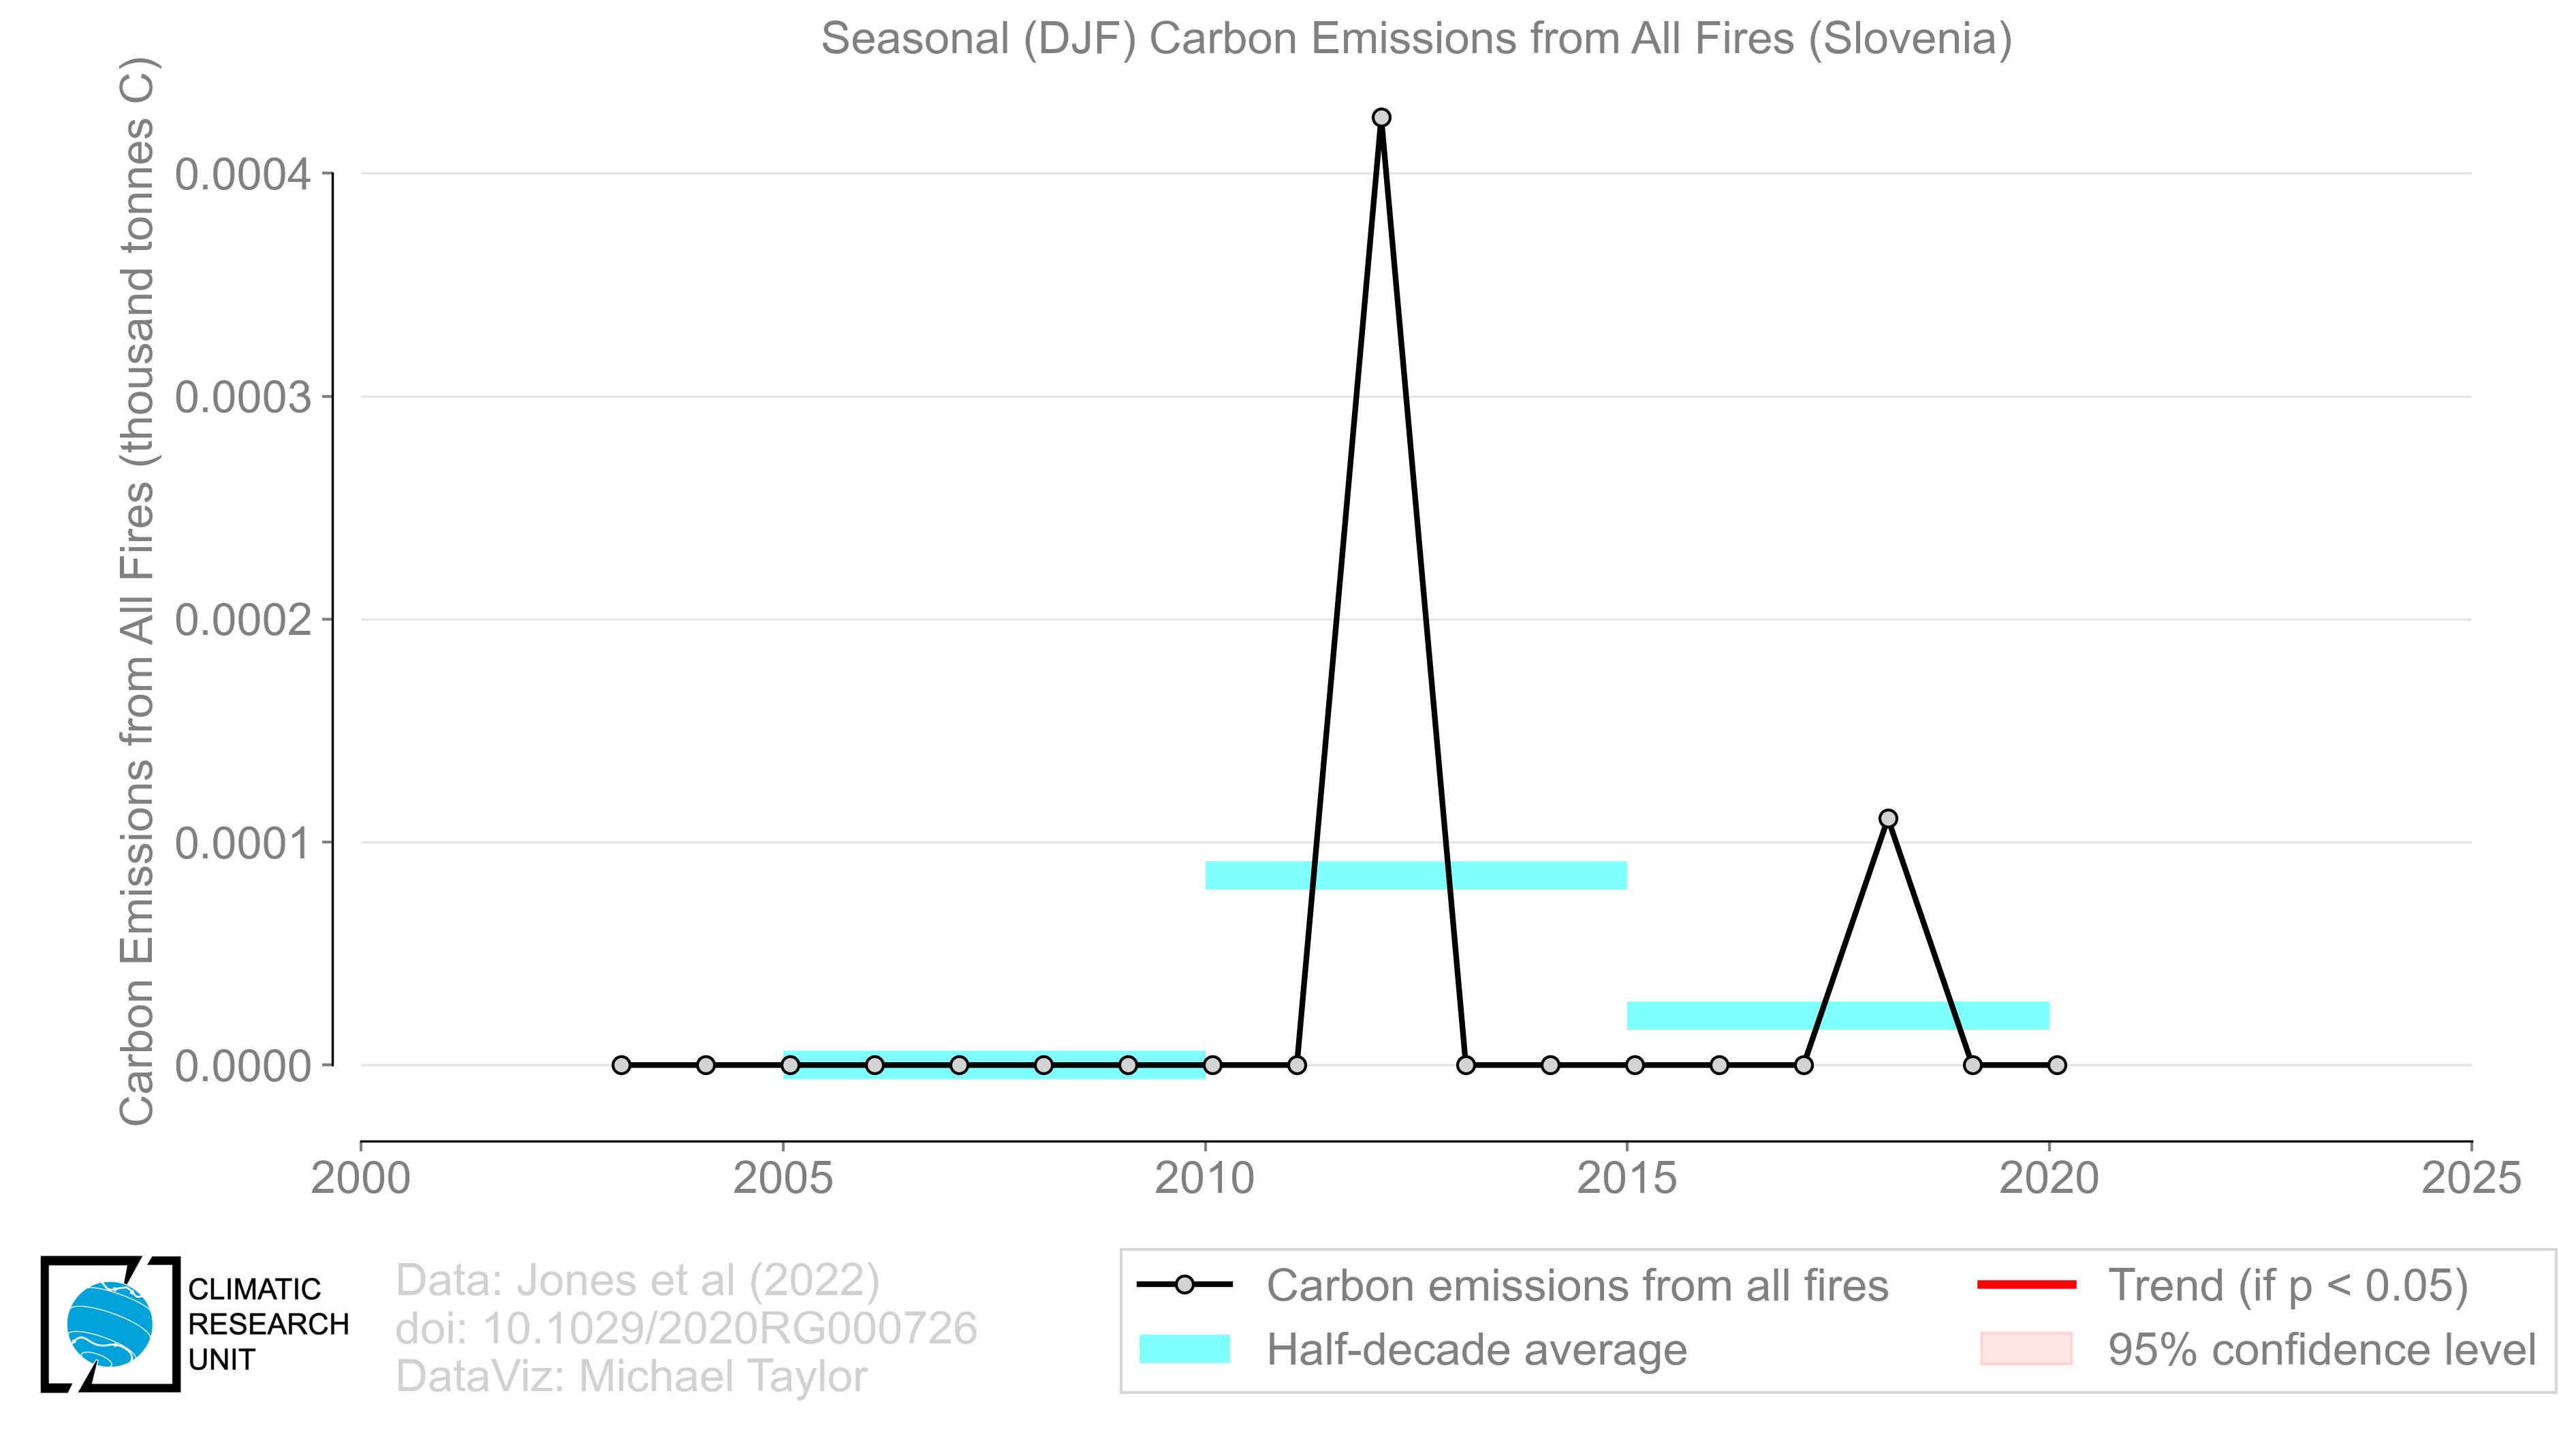 Seasonal (DJF) Carbon Emissions from All Fires (Slovenia)
Carbon Emissions from All Fires (thousand tonnes C)
0.0004
0.0003
0.0002
0.0001
0.0000
2000
2005
2010
2015
2020
2025
CLIMATIC
RESEARCH
UNIT
Data: Jones et al (2022)
doi: 10.1029/2020RG000726
DataViz: Michael Taylor
Carbon emissions from all fires
Half-decade average
Trend (if p < 0.05)
95% confidence level